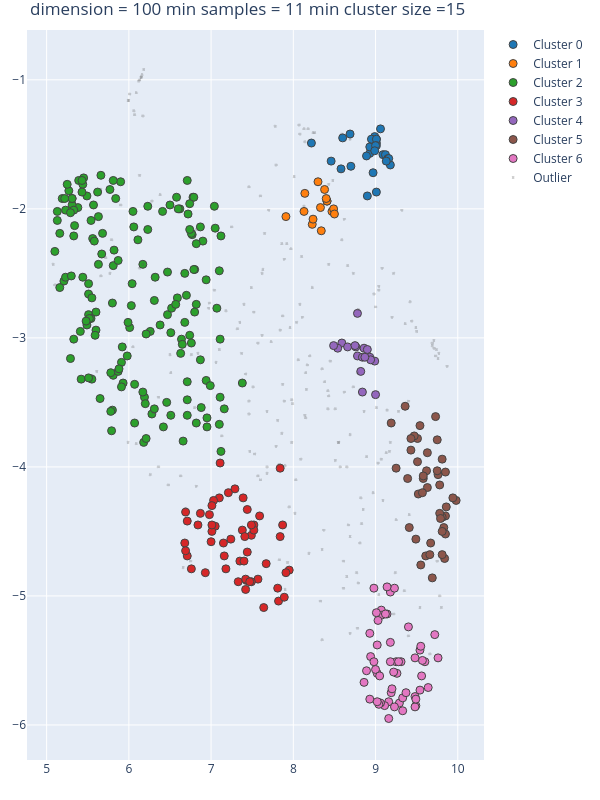 dimension = 100 min samples = 11 min cluster size =15
Cluster 0
Cluster 1
Cluster 2
Cluster 3
Cluster 4
Cluster 5
Cluster 6
Outlier
−1
−2
−3
−4
−5
−6
5 6 7 8 9 10